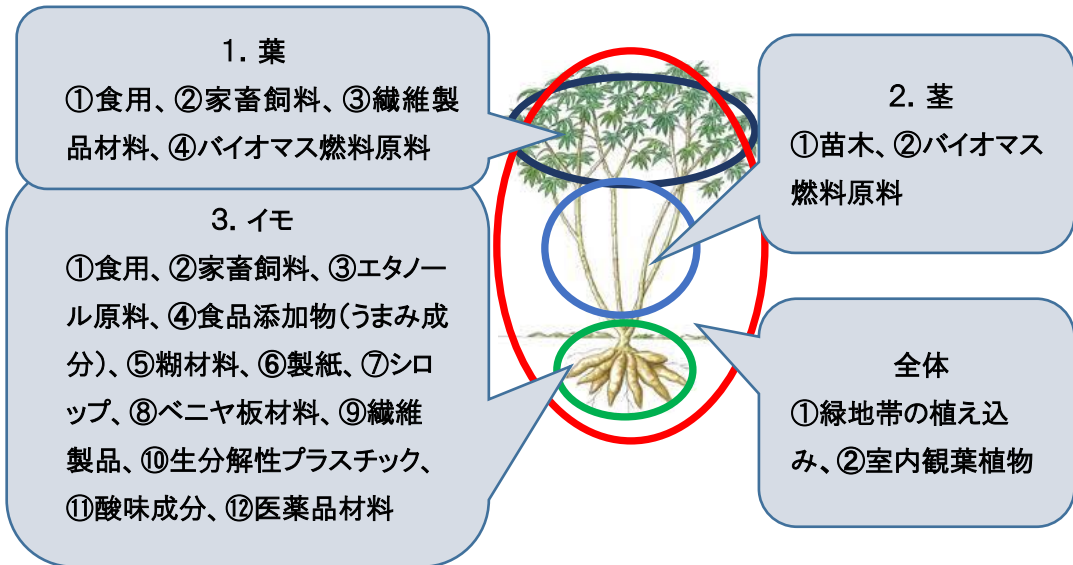 1. 葉
①食用、②家畜飼料、③繊維製
品材料、④バイオマス燃料原料
2. 茎
①苗木、②バイオマス
燃料原料
3. イモ
①食用、②家畜飼料、③エタノー
ル原料、④食品添加物(うまみ成
分)、⑤糊材料、⑥製紙、⑦シロ
ップ、⑧ベニヤ板材料、⑨繊維
製品、⑩生分解性プラスチック、
⑪酸味成分、⑫医薬品材料
全体
①緑地帯の植え込
み、②室内観葉植物